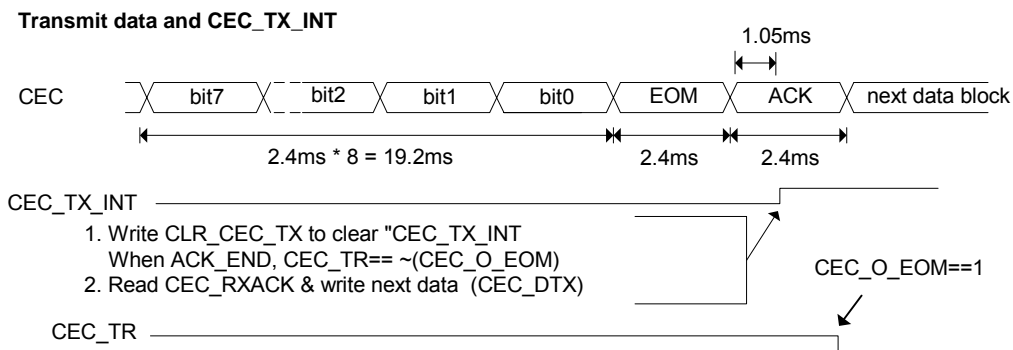 Transmit data and CEC_TX_INT
1.05ms
CEC bit7 bit2 bit1 bit0 EOM ACK next data block
2.4ms * 8 = 19.2ms 2.4ms 2.4ms
CEC_TX_INT
1. Write CLR_CEC_TX to clear "CEC_TX_INT
When ACK_END, CEC_TR== ~(CEC_O_EOM)
CEC_O_EOM==1
2. Read CEC_RXACK & write next data (CEC_DTX)
CEC_TR